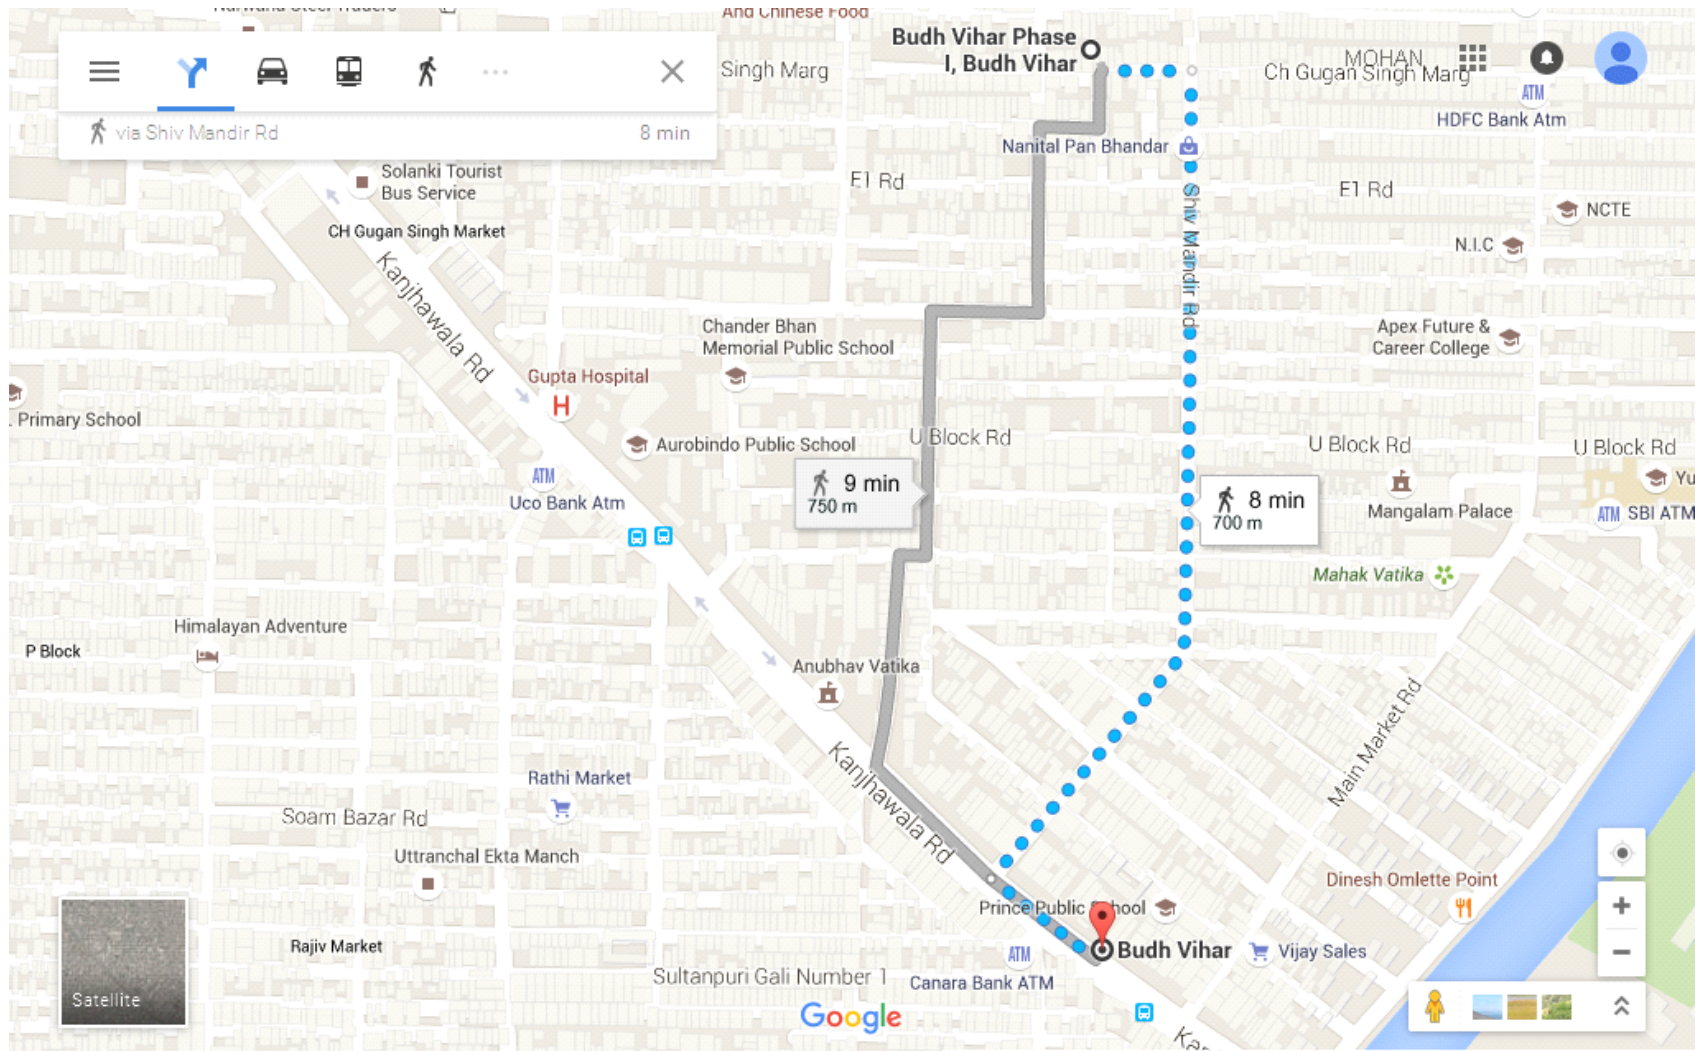 And Chinese Food
Budh Vihar Phase
I, Budh Vihar
Singh Marg
MOHAN
Ch Gugan Singh Marg
ATM
HDFC Bank Atm
via Shiv Mandir Rd
8 min
Nanital Pan Bhandar
Solanki Tourist
Bus Service
E1 Rd
E1 Rd
NCTE
Shiv Mandir Rd
CH Gugan Singh Market
N.I.C
Kanjhawala Rd
Chander Bhan
Memorial Public School
Apex Future &
Career College
Gupta Hospital
H
Primary School
U Block Rd
U Block Rd
U Block Rd
Aurobindo Public School
ATM
Uco Bank Atm
9 min
750 m
8 min
700 m
Yu
Mangalam Palace
ATM
SBI ATM
Mahak Vatika
Himalayan Adventure
P Block
Anubhav Vatika
Main Market Rd
Kanjhawala Rd
Rathi Market
Soam Bazar Rd
Uttranchal Ekta Manch
Dinesh Omlette Point
Prince Public School
Rajiv Market
ATM
Budh Vihar
Vijay Sales
Sultanpuri Gali Number 1
Canara Bank ATM
Satellite
Google
Ka